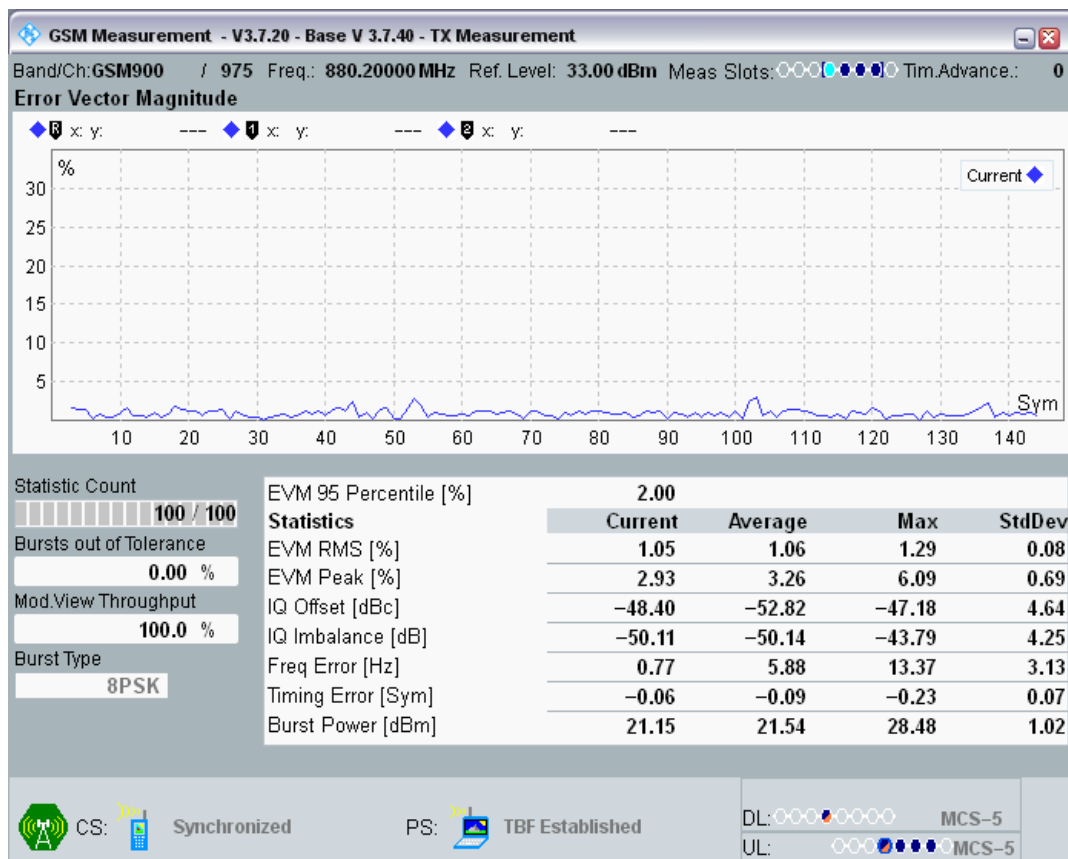 GSM Measurement - V3.7.20 - Base V 3.7.40 - TX Measurement
Band/Ch:GSM900 / 975 Freq.: 880.20000 MHz Ref. Level: 33.00 dBm Meas Slots: Tim.Advance.: 0
Error Vector Magnitude
R x: y: --- 1 x: y: --- 2 x: y: ---
%
Current
30
25
20
15
10
5
Sym
10 20 30 40 50 60 70 80 90 100 110 120 130 140
Statistic Count
100 / 100
Bursts out of Tolerance
0.00 %
Mod.View Throughput
100.0 %
Burst Type
8PSK
EVM 95 Percentile [%] 2.00
Statistics Current Average Max StdDev
EVM RMS [%] 1.05 1.06 1.29 0.08
EVM Peak [%] 2.93 3.26 6.09 0.69
IQ Offset [dBc] −48.40 −52.82 −47.18 4.64
IQ Imbalance [dB] −50.11 −50.14 −43.79 4.25
Freq Error [Hz] 0.77 5.88 13.37 3.13
Timing Error [Sym] −0.06 −0.09 −0.23 0.07
Burst Power [dBm] 21.15 21.54 28.48 1.02
CS: Synchronized PS: TBF Established
DL: MCS−5
UL: MCS−5